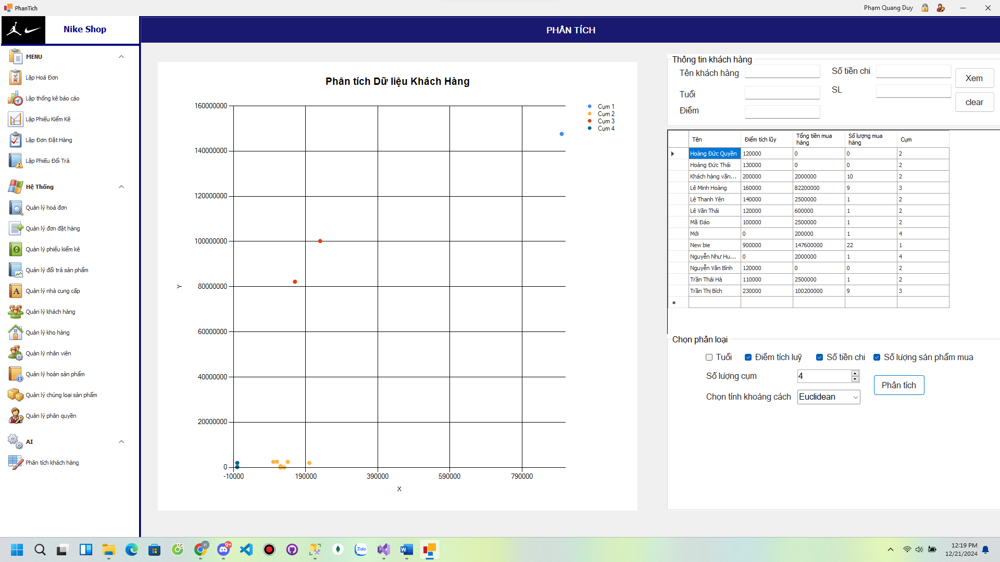 PhanTich
Phạm Quang Duy
Nike Shop
PHÂN TÍCH
MENU
Lập Hoá Đơn
Lập thống kê báo cáo
Lập Phiếu Kiểm Kê
Lập Đơn Đặt Hàng
Lập Phiếu Đổi Trả
Hệ Thống
Quản lý hoá đơn
Quản lý đơn đặt hàng
Quản lý phiếu kiểm kê
Quản lý đổi trả sản phẩm
Quản lý nhà cung cấp
Quản lý khách hàng
Quản lý kho hàng
Quản lý nhân viên
Quản lý hoàn sản phẩm
Quản lý chủng loại sản phẩm
Quản lý phân quyền
AI
Phân tích khách hàng
Phân tích Dữ liệu Khách Hàng
160000000
140000000
120000000
100000000
80000000
60000000
40000000
20000000
0
Y
-10000 190000 390000 590000 790000
X
Cụm 1
Cụm 2
Cụm 3
Cụm 4
Thông tin khách hàng
Tên khách hàng Số tiền chi Xem
Tuổi SL clear
Điểm
Tên Điểm tích lũy Tổng tiền mua hàng Số lượng mua hàng Cụm
Hoàng Đức Quyền 120000 0 0 2
Hoàng Đức Thái 130000 0 0 2
Khách hàng vãn... 200000 2000000 10 2
Lê Minh Hoàng 160000 82200000 9 3
Lê Thanh Yên 140000 2500000 1 2
Lê Văn Thái 120000 600000 1 2
Mã Đáo 100000 2500000 1 2
Mới 0 200000 1 4
New bie 900000 147600000 22 1
Nguyễn Như Hu... 0 2000000 1 4
Nguyễn Văn Bình 120000 0 0 2
Trần Thái Hà 110000 2500000 1 2
Trần Thị Bích 230000 100200000 9 3
Chọn phân loại
Tuổi Điểm tích luỹ Số tiền chi Số lượng sản phẩm mua
Số lượng cụm 4
Phân tích
Chọn tính khoảng cách Euclidean
H
9+
Zalo
W
12:19 PM
12/21/2024